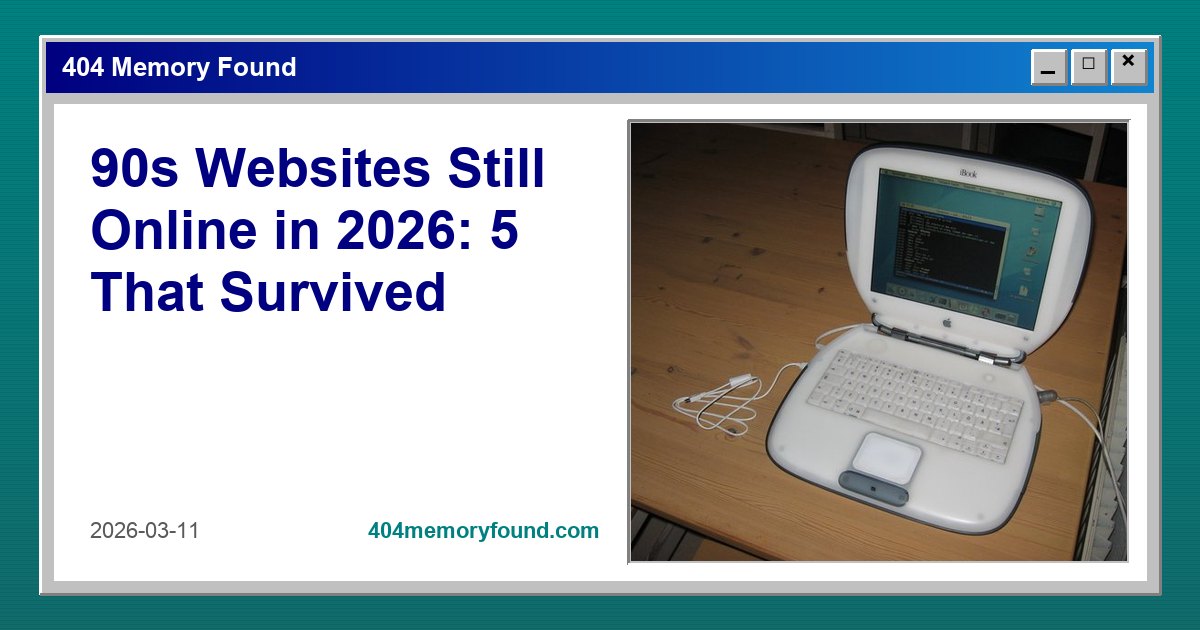 404 Memory Found
90s Websites Still
Online in 2026: 5
That Survived
2026-03-11
404memoryfound.com
iBook